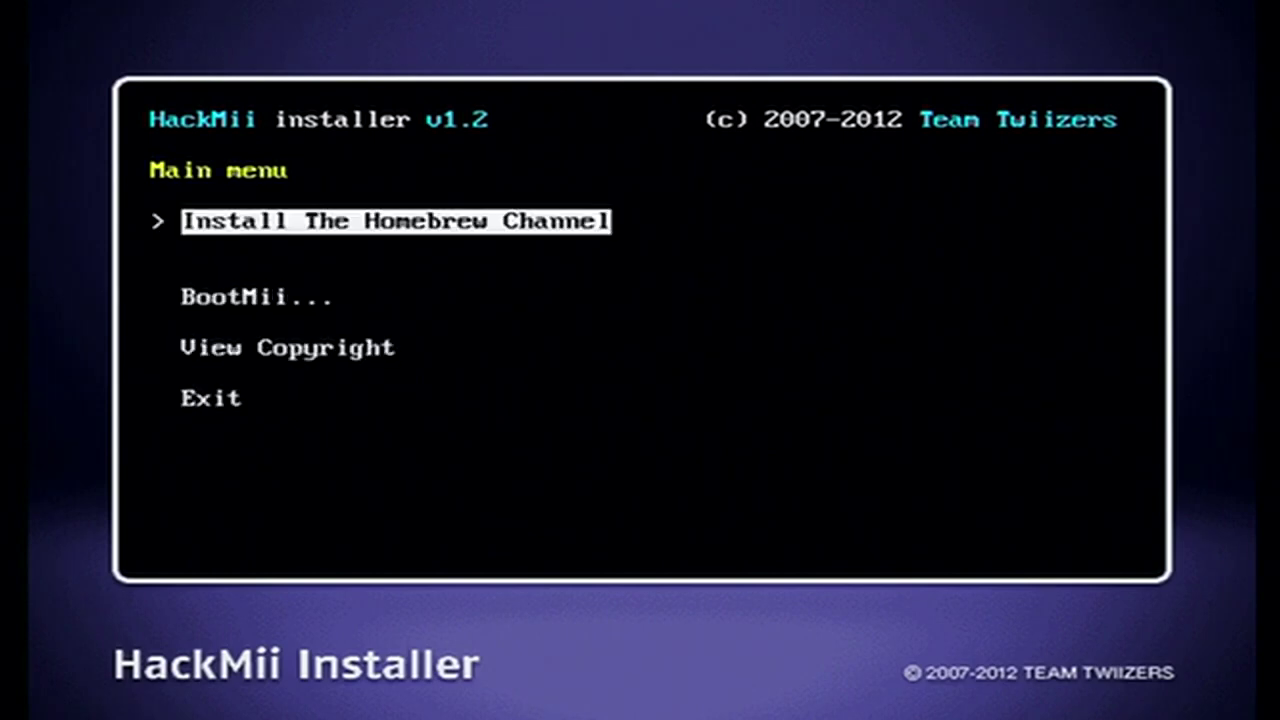 HackMii installer v1.2 (c) 2007-2012 Team Twiizers
Main menu
> Install The Homebrew Channel
BootMii...
View Copyright
Exit
HackMii Installer © 2007-2012 TEAM TWIIZERS